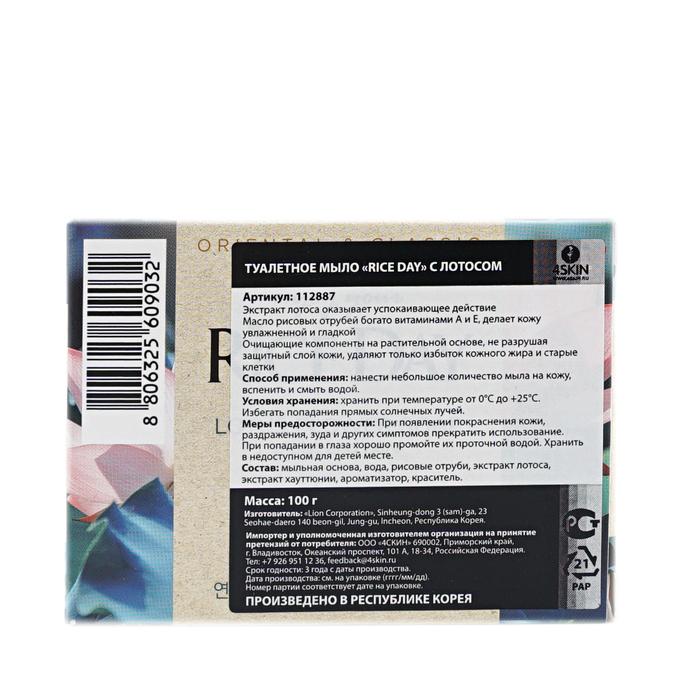 ORIENTAL & CLASSIC
8 806325 609032
ТУАЛЕТНОЕ МЫЛО «RICE DAY» С ЛОТОСОМ
4SKIN
Артикул: 112887
Экстракт лотоса оказывает успокаивающее действие
Масло рисовых отрубей богато витаминами А и Е, делает кожу
увлажненной и гладкой
Очищающие компоненты на растительной основе, не разрушая
защитный слой кожи, удаляют только избыток кожного жира и старые
клетки
Способ применения: нанести небольшое количество мыла на кожу,
вспенить и смыть водой.
Условия хранения: хранить при температуре от 0°С до +25°С.
Избегать попадания прямых солнечных лучей.
Меры предосторожности: При появлении покраснения кожи,
раздражения, зуда и других симптомов прекратить использование.
При попадании в глаза хорошо промойте их проточной водой. Хранить
в недоступном для детей месте.
Состав: мыльная основа, вода, рисовые отруби, экстракт лотоса,
экстракт хауттюнии, ароматизатор, краситель.
Масса: 100 г
Изготовитель: «Lion Corporation», Sinheung-dong 3 (sam)-ga, 23
Seohae-daero 140 beon-gil, Jung-gu, Incheon, Республика Корея.
Импортер и уполномоченная изготовителем организация на принятие
претензий от потребителя: ООО «4СКИН» 690002, Приморский край,
г. Владивосток, Океанский проспект, 101 А, 18-34, Российская Федерация.
Тел: +7 926 951 12 36, feedback@4skin.ru
Срок годности: 3 года с даты производства.
Дата производства: см. на упаковке (гггг/мм/дд).
Номер партии соответствует дате изготовления.
ПРОИЗВЕДЕНО В РЕСПУБЛИКЕ КОРЕЯ
РСТ
21
PAP
R
L
연